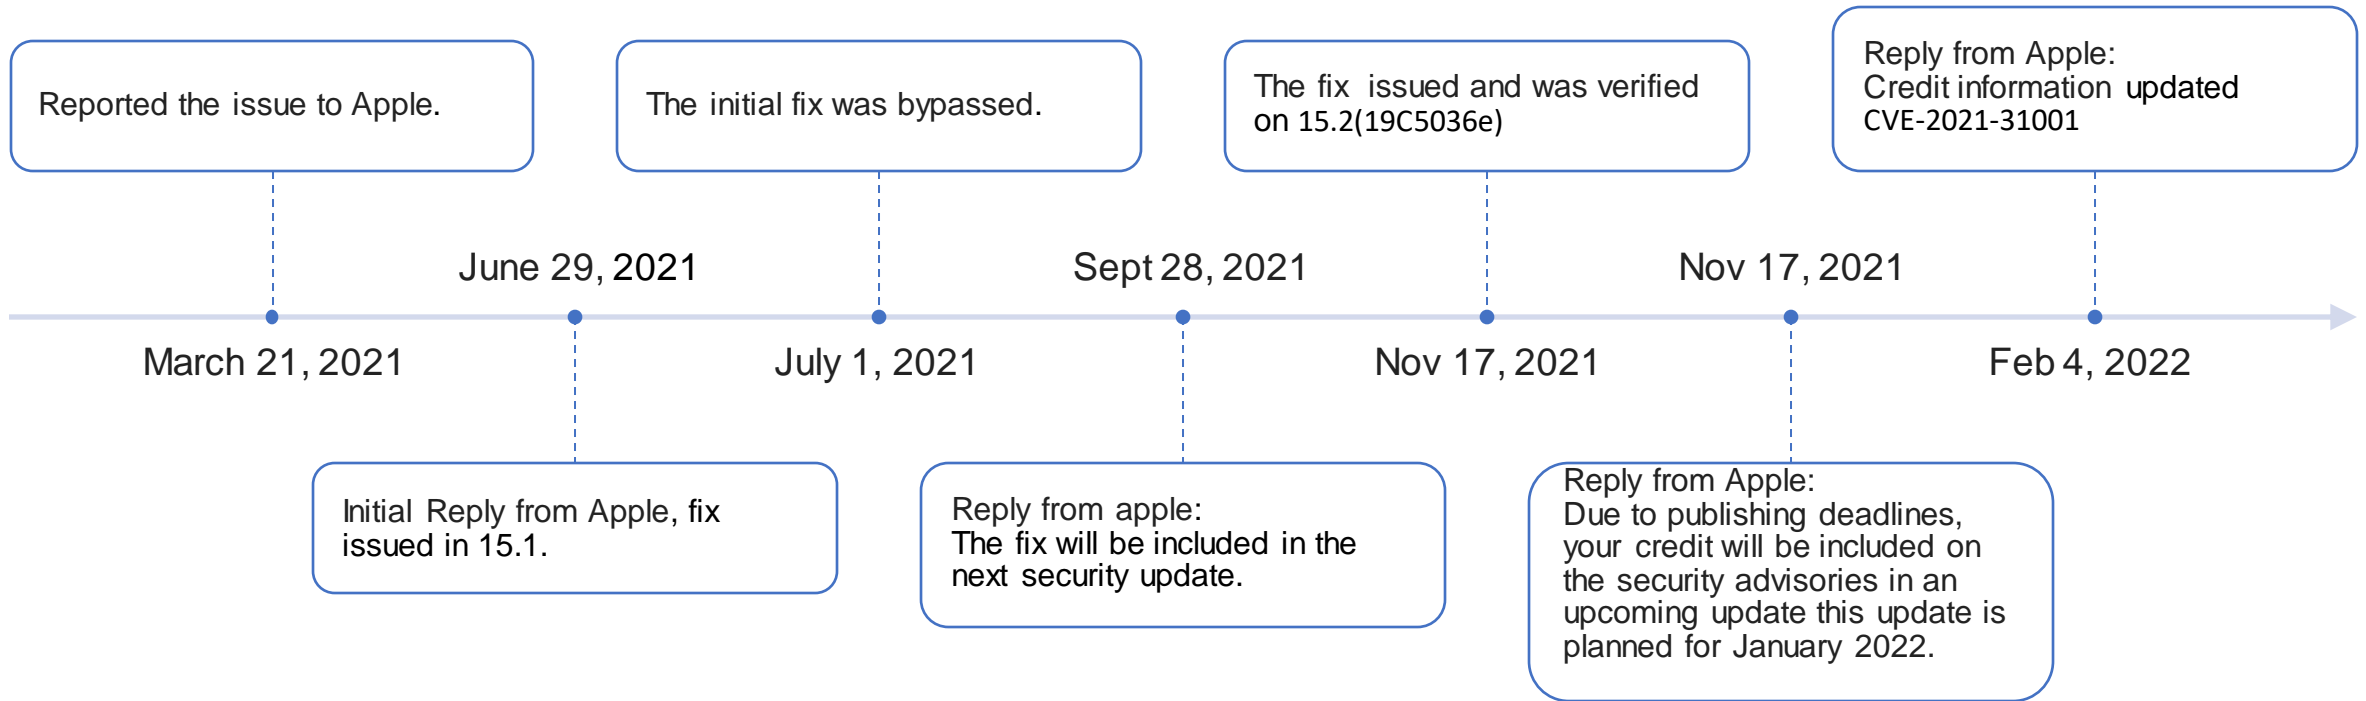 Reported the issue to Apple.
The initial fix was bypassed.
The fix issued and was verified
on 15.2(19C5036e)
Reply from Apple:
Credit information updated
CVE-2021-31001
June 29, 2021
Sept 28, 2021
Nov 17, 2021
March 21, 2021
July 1, 2021
Nov 17, 2021
Feb 4, 2022
Initial Reply from Apple, fix
issued in 15.1.
Reply from apple:
The fix will be included in the
next security update.
Reply from Apple:
Due to publishing deadlines,
your credit will be included on
the security advisories in an
upcoming update this update is
planned for January 2022.